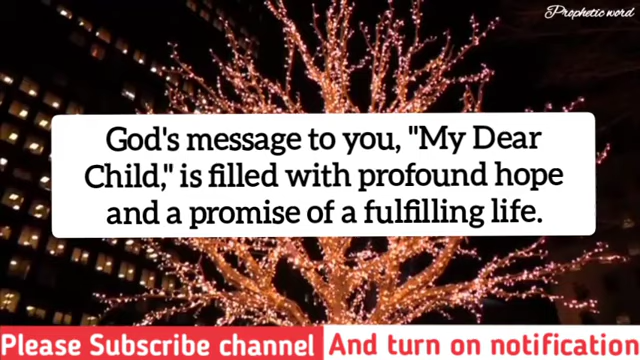 Prophetic word
God's message to you, "My Dear
Child," is filled with profound hope
and a promise of a fulfilling life.
Please Subscribe channel And turn on notification